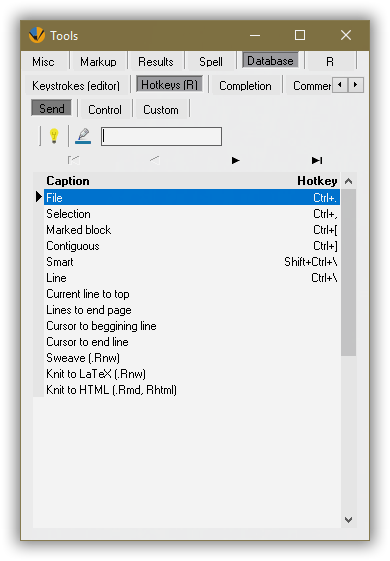 Tools
Misc Markup Results Spell Database R
Keystrokes (editor) Hotkeys (R) Completion Commer
Send Control Custom
Caption Hotkey
File Ctrl+.
Selection Ctrl+,
Marked block Ctrl+[
Contiguous Ctrl+]
Smart Shift+Ctrl+\
Line Ctrl+\
Current line to top
Lines to end page
Cursor to beggining line
Cursor to end line
Sweave (.Rnw)
Knit to LaTeX (.Rnw)
Knit to HTML (.Rmd, Rhtml)